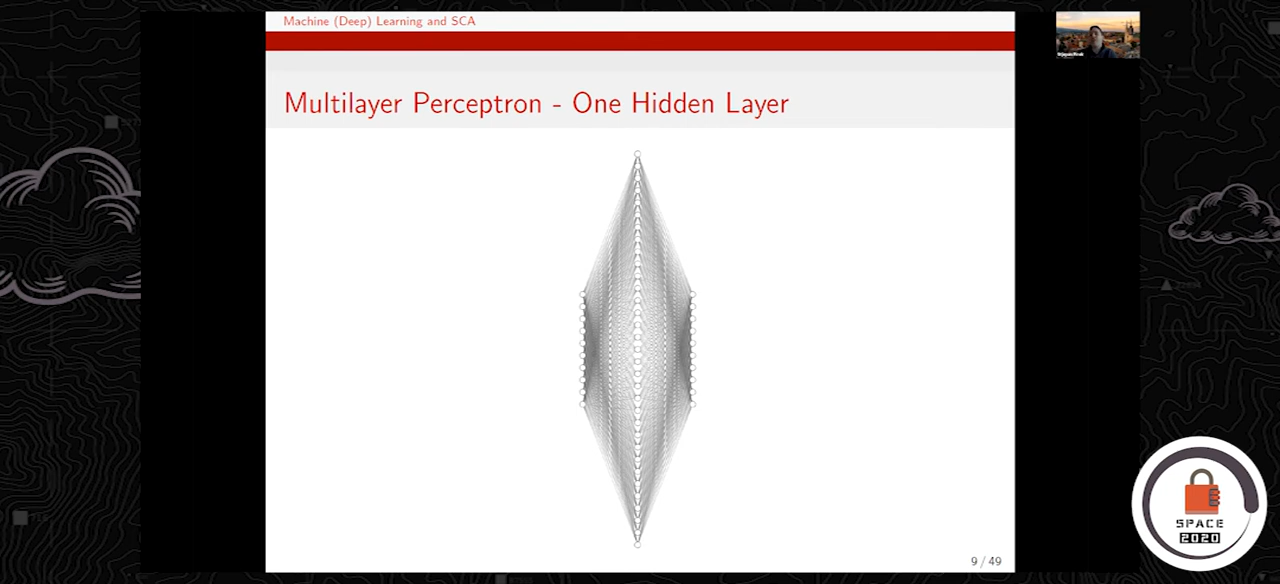 Machine (Deep) Learning and SCA
Multilayer Perceptron - One Hidden Layer
9 / 49
SPACE
2020